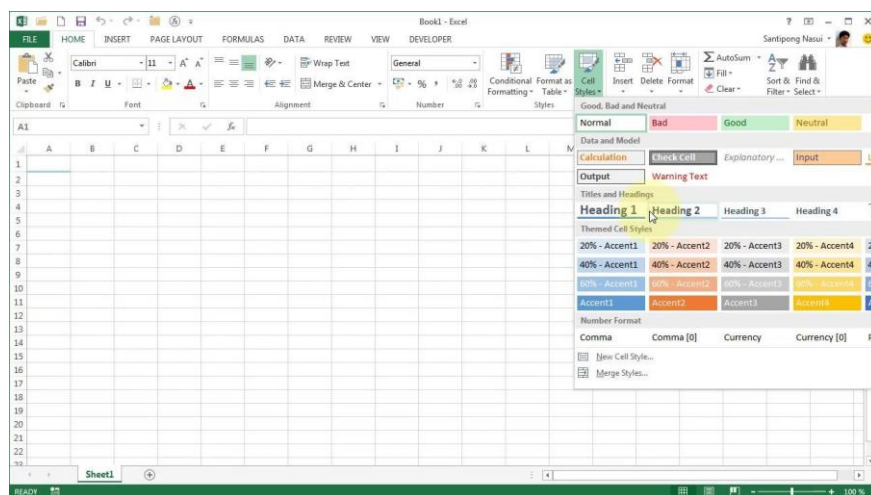 Book1 - Excel
FILE HOME INSERT PAGE LAYOUT FORMULAS DATA REVIEW VIEW DEVELOPER Santipong Nasui
Calibri 11 A A Wrap Text General AutoSum
Paste B I U A Merge & Center % Conditional Formatting Format as Table Cell Styles Insert Delete Format Fill Clear Sort & Filter Find & Select
Clipboard Font Alignment Number Styles
Good, Bad and Neutral
Normal Bad Good Neutral
A1 fx
Data and Model
A B C D E F G H I J K L M
Calculation Check Cell Explanatory ... Input
Output Warning Text
Titles and Headings
Heading 1 Heading 2 Heading 3 Heading 4
Themed Cell Styles
20% - Accent1 20% - Accent2 20% - Accent3 20% - Accent4 2
40% - Accent1 40% - Accent2 40% - Accent3 40% - Accent4 4
60% - Accent1 60% - Accent2 60% - Accent3 60% - Accent4
Accent1 Accent2 Accent3 Accent4
Number Format
Comma Comma [0] Currency Currency [0]
New Cell Style...
Merge Styles...
1
2
3
4
5
6
7
8
9
10
11
12
13
14
15
16
17
18
19
20
21
22
23
Sheet1
READY 100 %